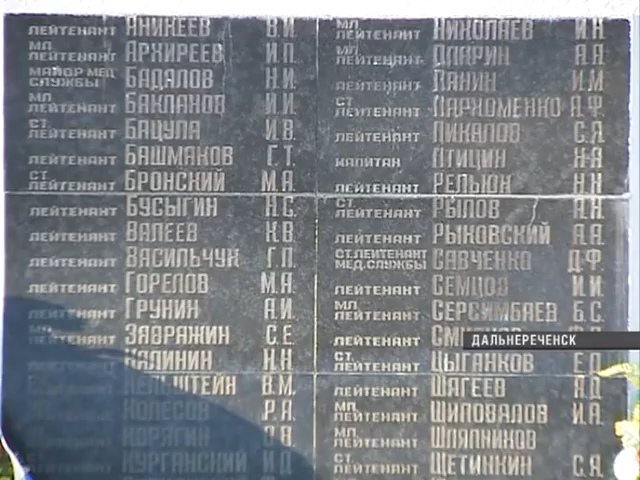 ЛЕЙТЕНАНТ АНИКЕЕВ В.И
МЛ ЛЕЙТЕНАНТ АРХИРЕЕВ И.П.
МАЙОР МЕД СЛУЖБЫ БАДЯЛОВ Н.И
МЛ ЛЕЙТЕНАНТ БАКЛАНОВ И.И.
СТ. ЛЕЙТЕНАНТ БАЦУЛА И.В.
ЛЕЙТЕНАНТ БАШМАКОВ Г.Т.
СТ ЛЕЙТЕНАНТ БРОНСКИЙ М.А.
ЛЕЙТЕНАНТ БУСЫГИН Н.С.
ЛЕЙТЕНАНТ ВАЛЕЕВ К.В.
ЛЕЙТЕНАНТ ВАСИЛЬЧУК Г.П.
ЛЕЙТЕНАНТ ГОРЕЛОВ М.А.
ЛЕЙТЕНАНТ ГРУНИН А.И.
МЛ ЛЕЙТЕНАНТ ЗАВРАЖИН С.Е.
КАЛИНИН Н.Н
В.М.
КОЛЕСОВ Р.А.
КУРГАНСКИЙ И.Д
МЛ ЛЕЙТЕНАНТ НИКОЛАЕВ И.Н.
МЛ ЛЕЙТЕНАНТ А.А
ЛЕЙТЕНАНТ ПАНИН И.М
СТ ЛЕЙТЕНАНТ ПАРХОМЕНКО А.Ф.
ЛЕЙТЕНАНТ ПИКАЛОВ С.А.
КАПИТАН ПТИЦИН Н.А
ЛЕЙТЕНАНТ РЕЛЬЮК Н.Н
СТ ЛЕЙТЕНАНТ РЫЛОВ Н.Н
ЛЕЙТЕНАНТ РЫКОВСКИЙ А.А.
СТ.ЛЕЙТЕНАНТ МЕД.СЛУЖБЫ САВЧЕНКО Д.Ф.
ЛЕЙТЕНАНТ СЕМЦОВ И.И.
МЛ. ЛЕЙТЕНАНТ СЕРСИМБАЕВ Б.С.
ЛЕЙТЕНАНТ
ДАЛЬНЕРЕЧЕНСК
СТ. ЛЕЙТЕНАНТ ЦЫГАНКОВ Е.А
ЛЕЙТЕНАНТ ШАГЕЕВ А.Д
МЛ ЛЕЙТЕНАНТ ШИПОВАЛОВ И.А.
МЛ. ЛЕЙТЕНАНТ ШЛЯПНИКОВ
СТ ЛЕЙТЕНАНТ ЩЕТИНКИН С.Я.